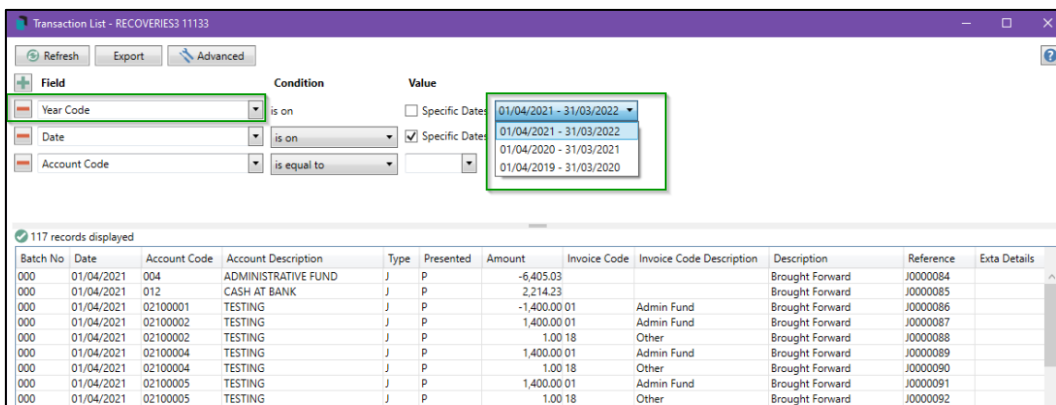 Transaction List - RECOVERIES3 11133
Refresh Export Advanced
Field Condition Value
Year Code is on Specific Dates 01/04/2021 - 31/03/2022
01/04/2021 - 31/03/2022
Date is on Specific Dates
01/04/2020 - 31/03/2021
Account Code is equal to 01/04/2019 - 31/03/2020
117 records displayed
Batch No Date Account Code Account Description Type Presented Amount Invoice Code Invoice Code Description Description Reference Exta Details
000 01/04/2021 004 ADMINISTRATIVE FUND J P -6,405.03 Brought Forward J0000084
000 01/04/2021 012 CASH AT BANK J P 2,214.23 Brought Forward J0000085
000 01/04/2021 02100001 TESTING J P -1,400.00 01 Admin Fund Brought Forward J0000086
000 01/04/2021 02100002 TESTING J P 1,400.00 01 Admin Fund Brought Forward J0000087
000 01/04/2021 02100002 TESTING J P 1.00 18 Other Brought Forward J0000088
000 01/04/2021 02100004 TESTING J P 1,400.00 01 Admin Fund Brought Forward J0000089
000 01/04/2021 02100004 TESTING J P 1.00 18 Other Brought Forward J0000090
000 01/04/2021 02100005 TESTING J P 1,400.00 01 Admin Fund Brought Forward J0000091
000 01/04/2021 02100005 TESTING J P 1.00 18 Other Brought Forward J0000092